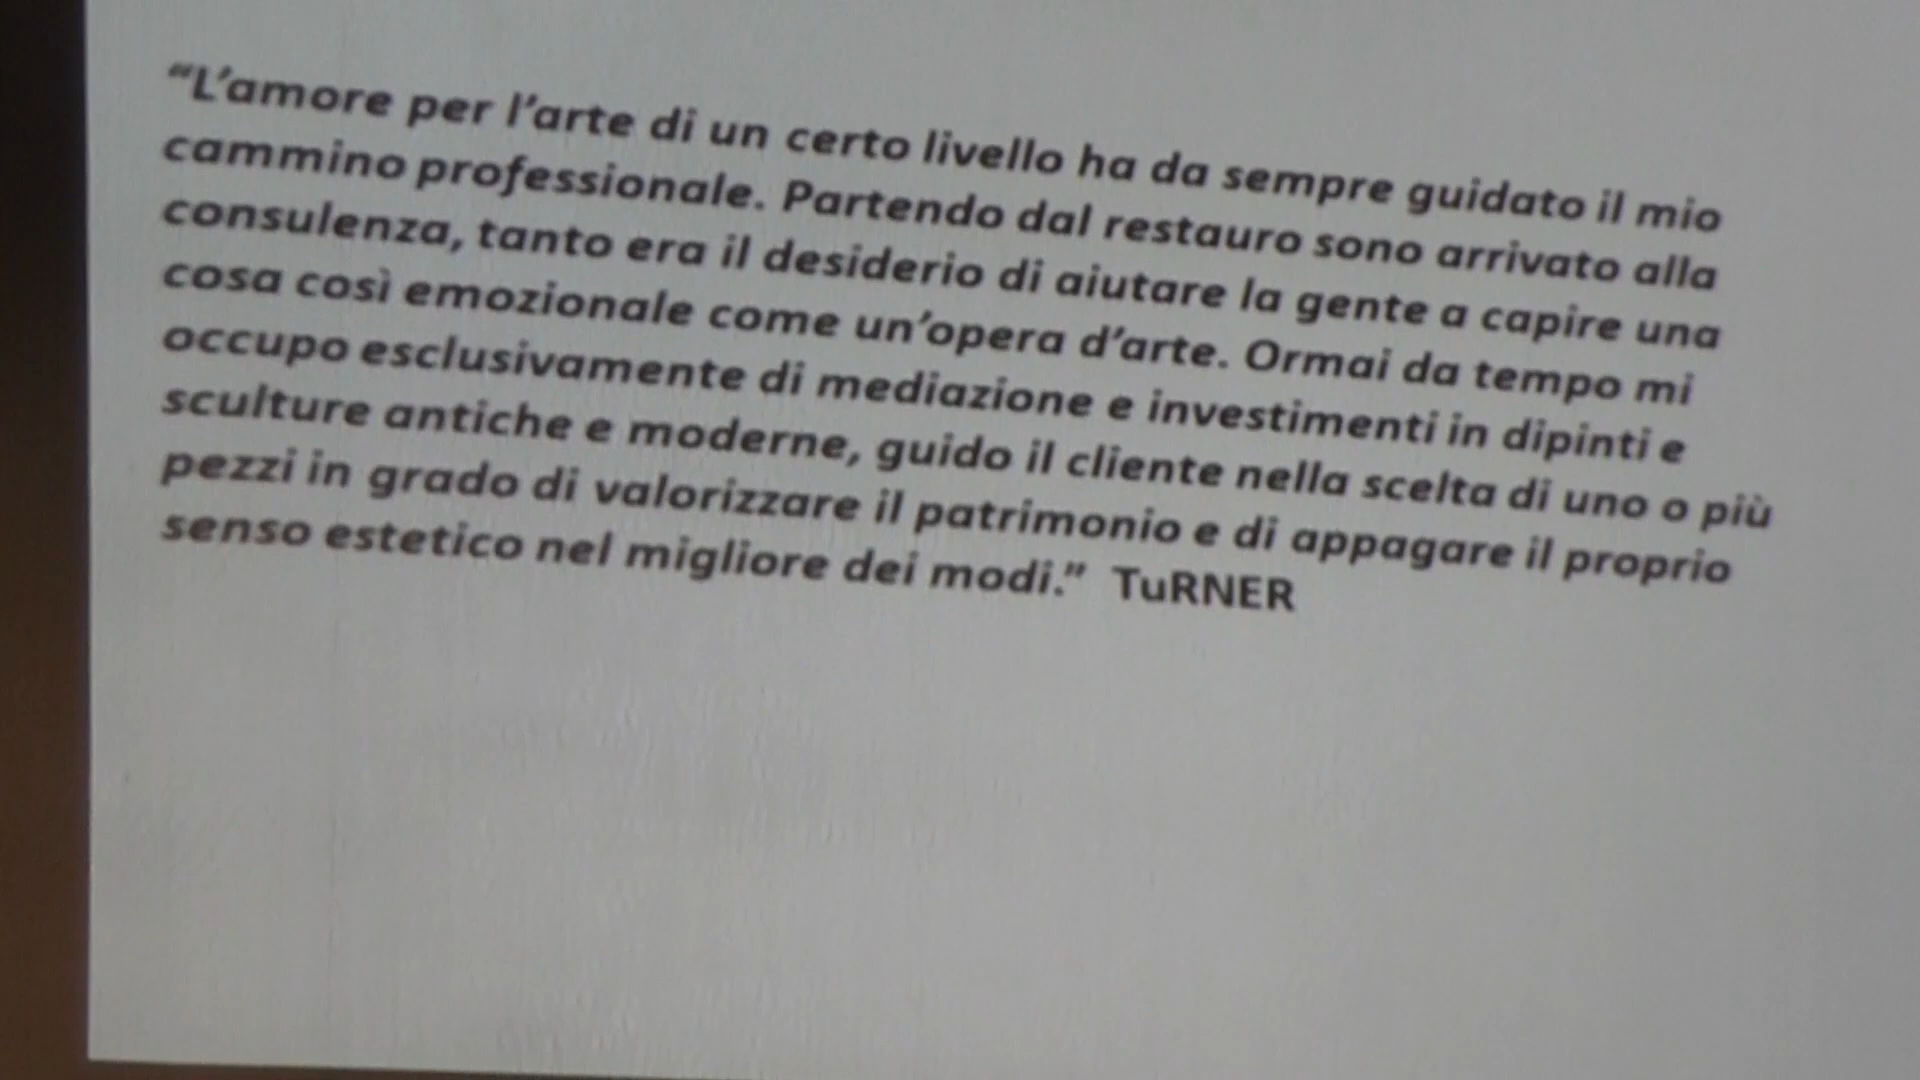 “L’amore per l’arte di un certo livello ha da sempre guidato il mio
cammino professionale. Partendo dal restauro sono arrivato alla
consulenza, tanto era il desiderio di aiutare la gente a capire una
cosa così emozionale come un’opera d’arte. Ormai da tempo mi
occupo esclusivamente di mediazione e investimenti in dipinti e
sculture antiche e moderne, guido il cliente nella scelta di uno o più
pezzi in grado di valorizzare il patrimonio e di appagare il proprio
senso estetico nel migliore dei modi.” TuRNER